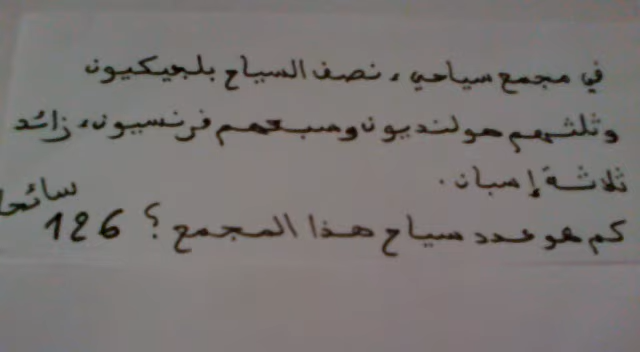 في مجمع سياحي، نصف السياح بلجيكيون
وثلثهم هولنديون وسبعهم فرنسيون، زائد
ثلاثة إسبان.
كم هو عدد سياح هذا المجمع؟ 126 سائحا